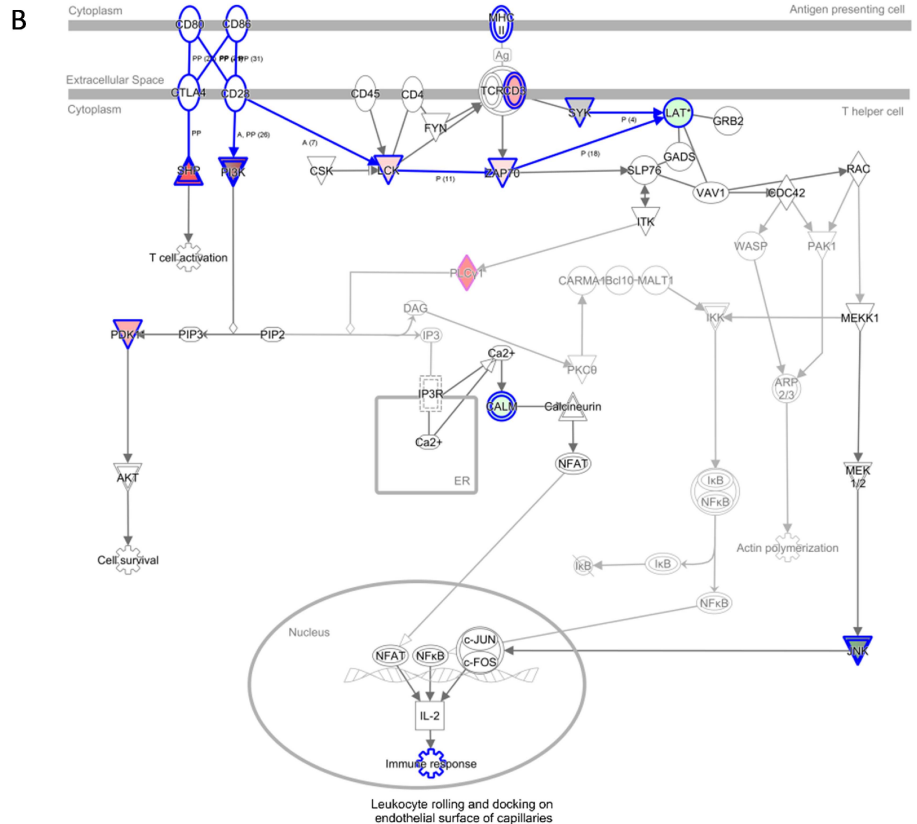 B
Cytoplasm
Antigen presenting cell
CD80
CD86
MHC
II
PP
PP (31)
Ag
Extracellular Space
Cytoplasm
T helper cell
CTLA4
CD28
CD45
CD4
TCR
CD3
SYK
LAT*
GRB2
FYN
P (4)
PP
A, PP (26)
A (7)
P (18)
GADS
SHP
PI3K
CSK
LCK
P (11)
ZAP70
SLP76
VAV1
CDC42
RAC
ITK
WASP
PAK1
T cell activation
PLCγ1
CARMA1
Bcl10
MALT1
DAG
IKK
MEKK1
PDK1
PIP3
PIP2
IP3
Ca2+
PKCθ
IP3R
ARP
2/3
CALM
Calcineurin
Ca2+
NFAT
ER
AKT
MEK
1/2
IκB
NFκB
Actin polymerization
Cell survival
IκB
IκB
NFκB
Nucleus
c-JUN
NFAT
NFκB
c-FOS
JNK
IL-2
Immune response
Leukocyte rolling and docking on
endothelial surface of capillaries